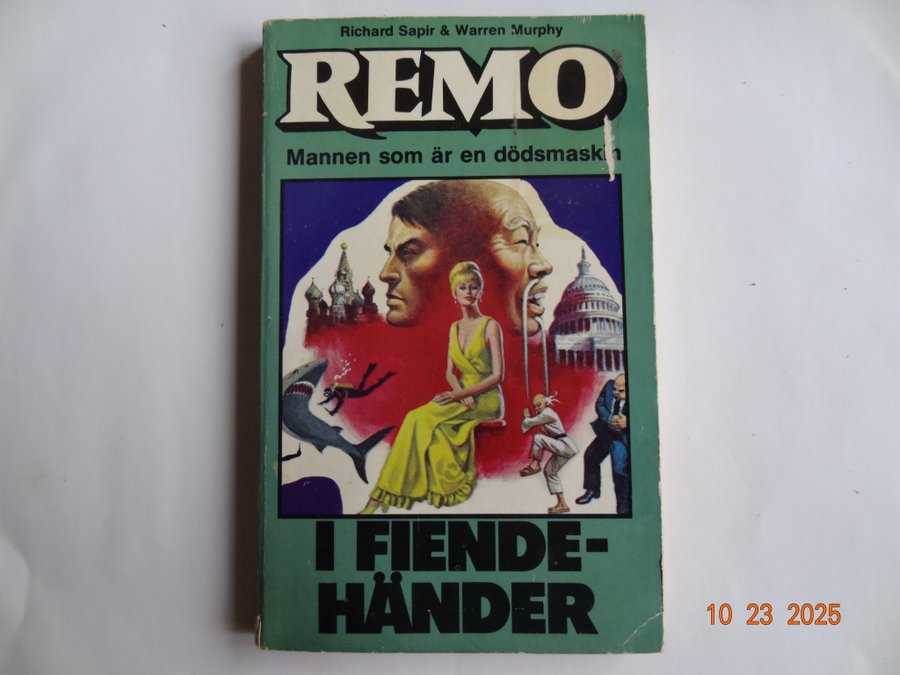 Richard Sapir & Warren Murphy
REMO
Mannen som är en dödsmaskin
I FIENDE-
HÄNDER
10 23 2025